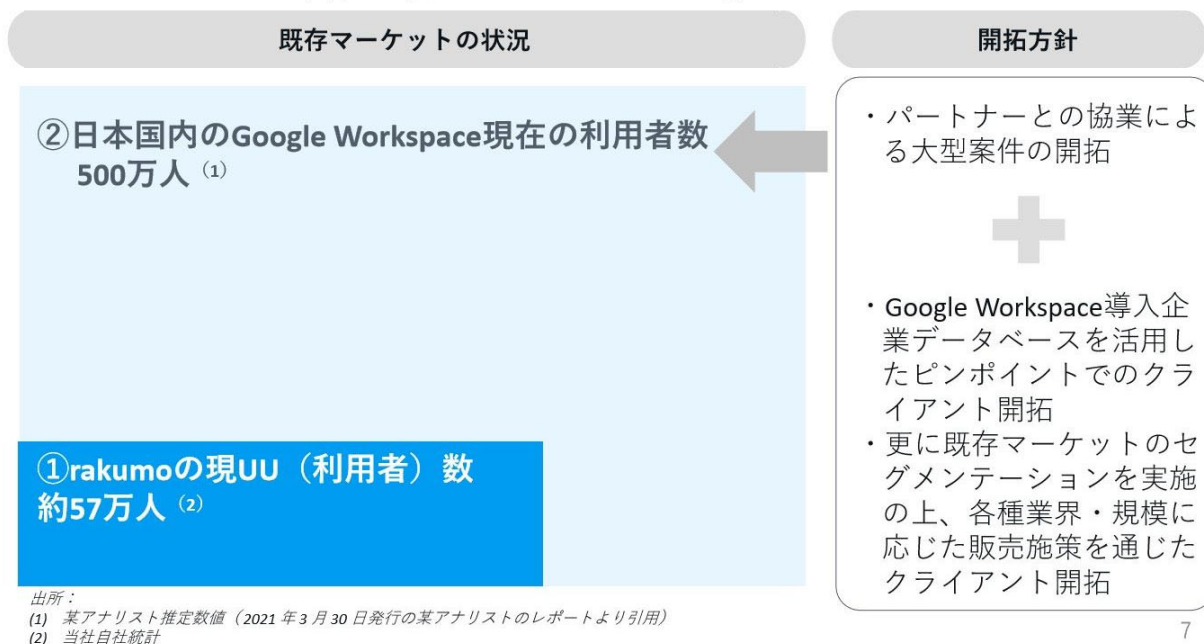 既存マーケットの状況
開拓方針
②日本国内のGoogle Workspace現在の利用者数
500万人 (1)
①rakumoの現UU（利用者）数
約57万人 (2)
・パートナーとの協業によ
る大型案件の開拓
・Google Workspace導入企
業データベースを活用し
たピンポイントでのクラ
イアント開拓
・更に既存マーケットのセ
グメンテーションを実施
の上、各種業界・規模に
応じた販売施策を通じた
クライアント開拓
出所：
(1) 某アナリスト推定数値（2021年3月30日発行の某アナリストのレポートより引用）
(2) 当社自社統計
7